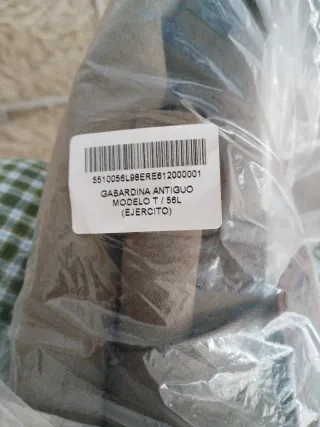 5510056L98ERE612000001
GABARDINA ANTIGUO
MODELO T / 56L
(EJERCITO)